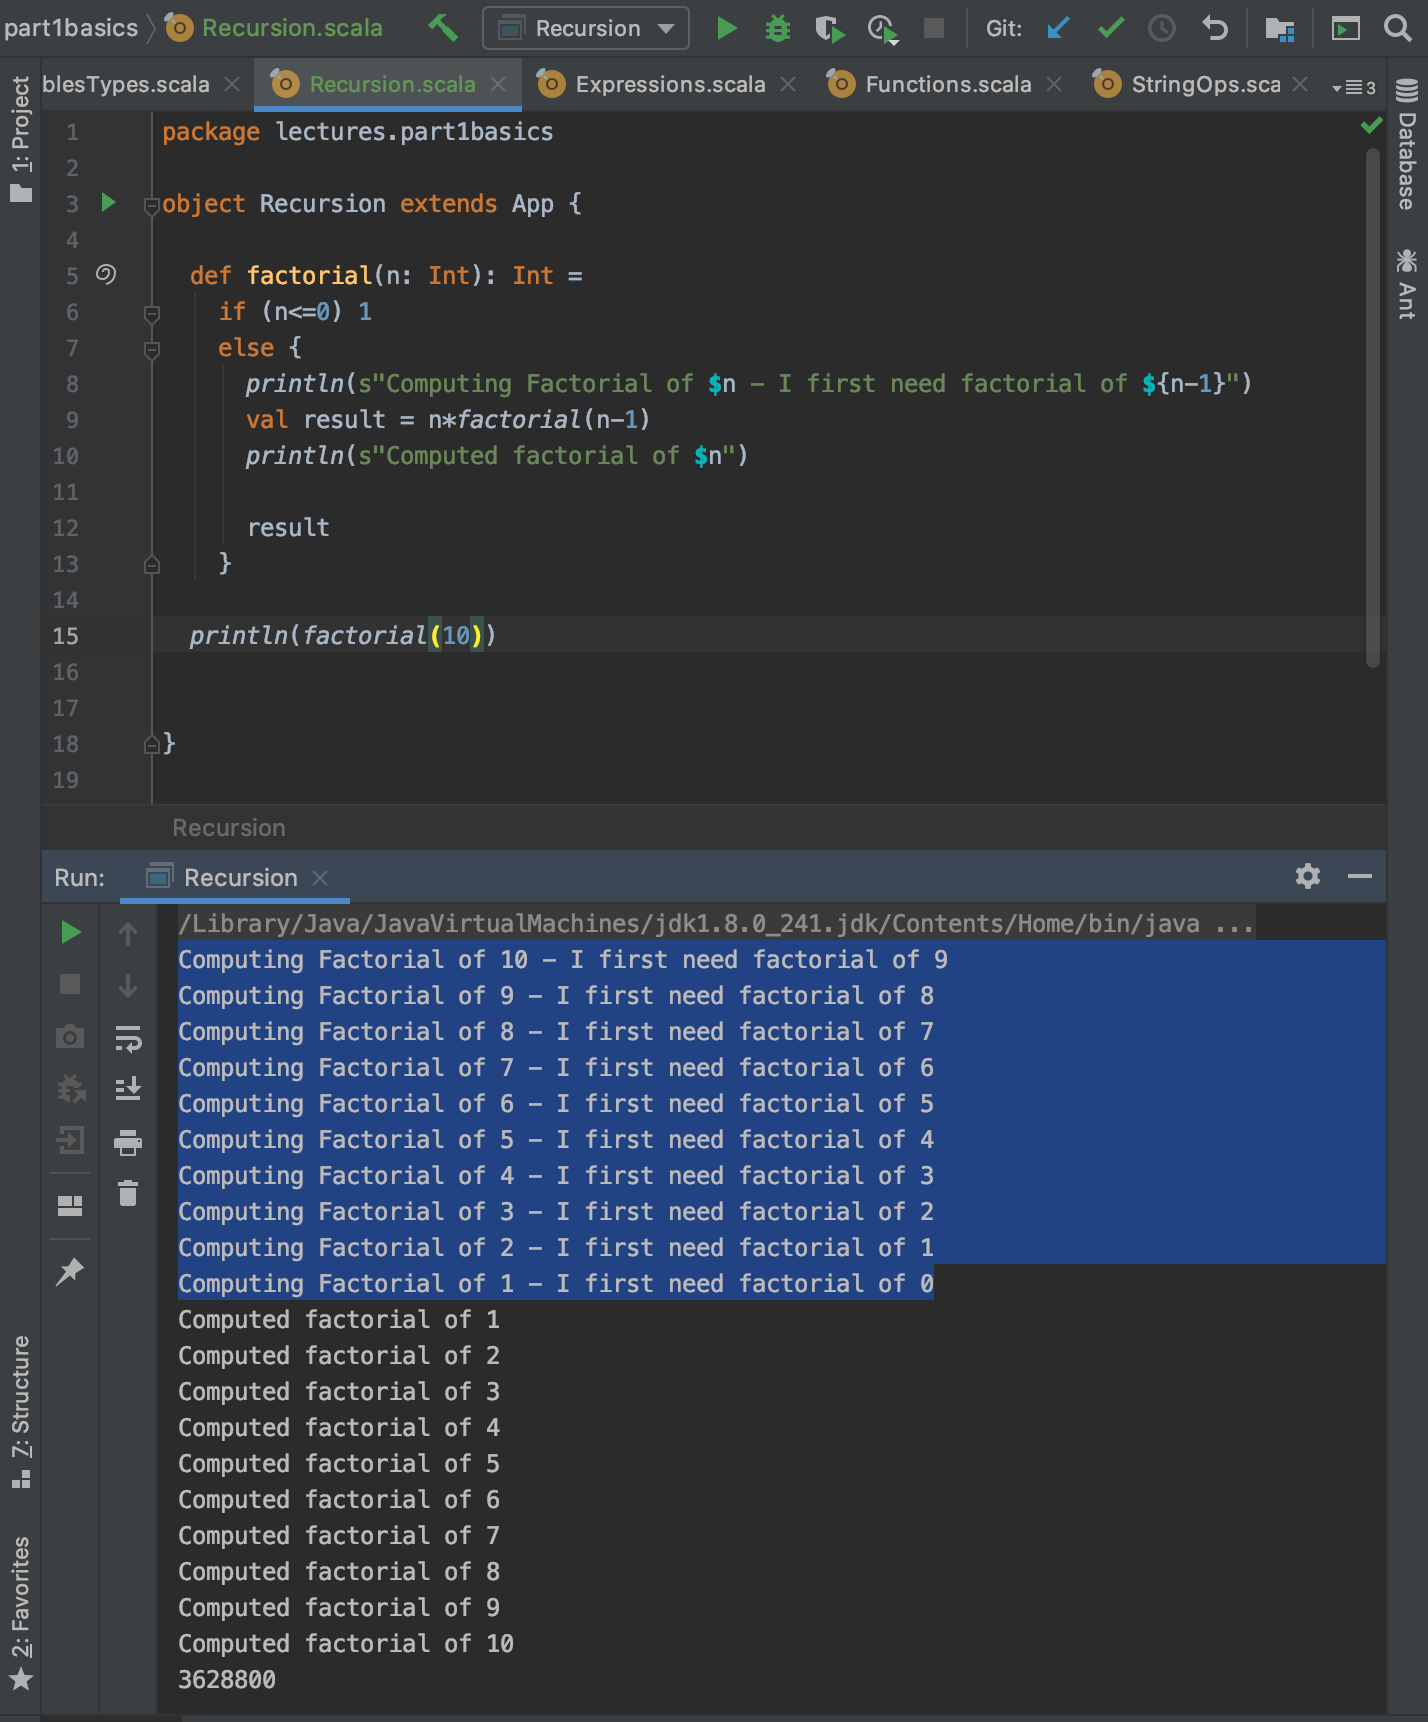 part1basics Recursion.scala Recursion Git:
blesTypes.scala Recursion.scala Expressions.scala Functions.scala StringOps.sca 3
1: Project
7: Structure
2: Favorites
Database
Ant
1 package lectures.part1basics
2
3 object Recursion extends App {
4
5 def factorial(n: Int): Int =
6 if (n<=0) 1
7 else {
8 println(s"Computing Factorial of $n - I first need factorial of ${n-1}")
9 val result = n*factorial(n-1)
10 println(s"Computed factorial of $n")
11
12 result
13 }
14
15 println(factorial(10))
16
17
18 }
19
Recursion
Run: Recursion
/Library/Java/JavaVirtualMachines/jdk1.8.0_241.jdk/Contents/Home/bin/java ...
Computing Factorial of 10 - I first need factorial of 9
Computing Factorial of 9 - I first need factorial of 8
Computing Factorial of 8 - I first need factorial of 7
Computing Factorial of 7 - I first need factorial of 6
Computing Factorial of 6 - I first need factorial of 5
Computing Factorial of 5 - I first need factorial of 4
Computing Factorial of 4 - I first need factorial of 3
Computing Factorial of 3 - I first need factorial of 2
Computing Factorial of 2 - I first need factorial of 1
Computing Factorial of 1 - I first need factorial of 0
Computed factorial of 1
Computed factorial of 2
Computed factorial of 3
Computed factorial of 4
Computed factorial of 5
Computed factorial of 6
Computed factorial of 7
Computed factorial of 8
Computed factorial of 9
Computed factorial of 10
3628800